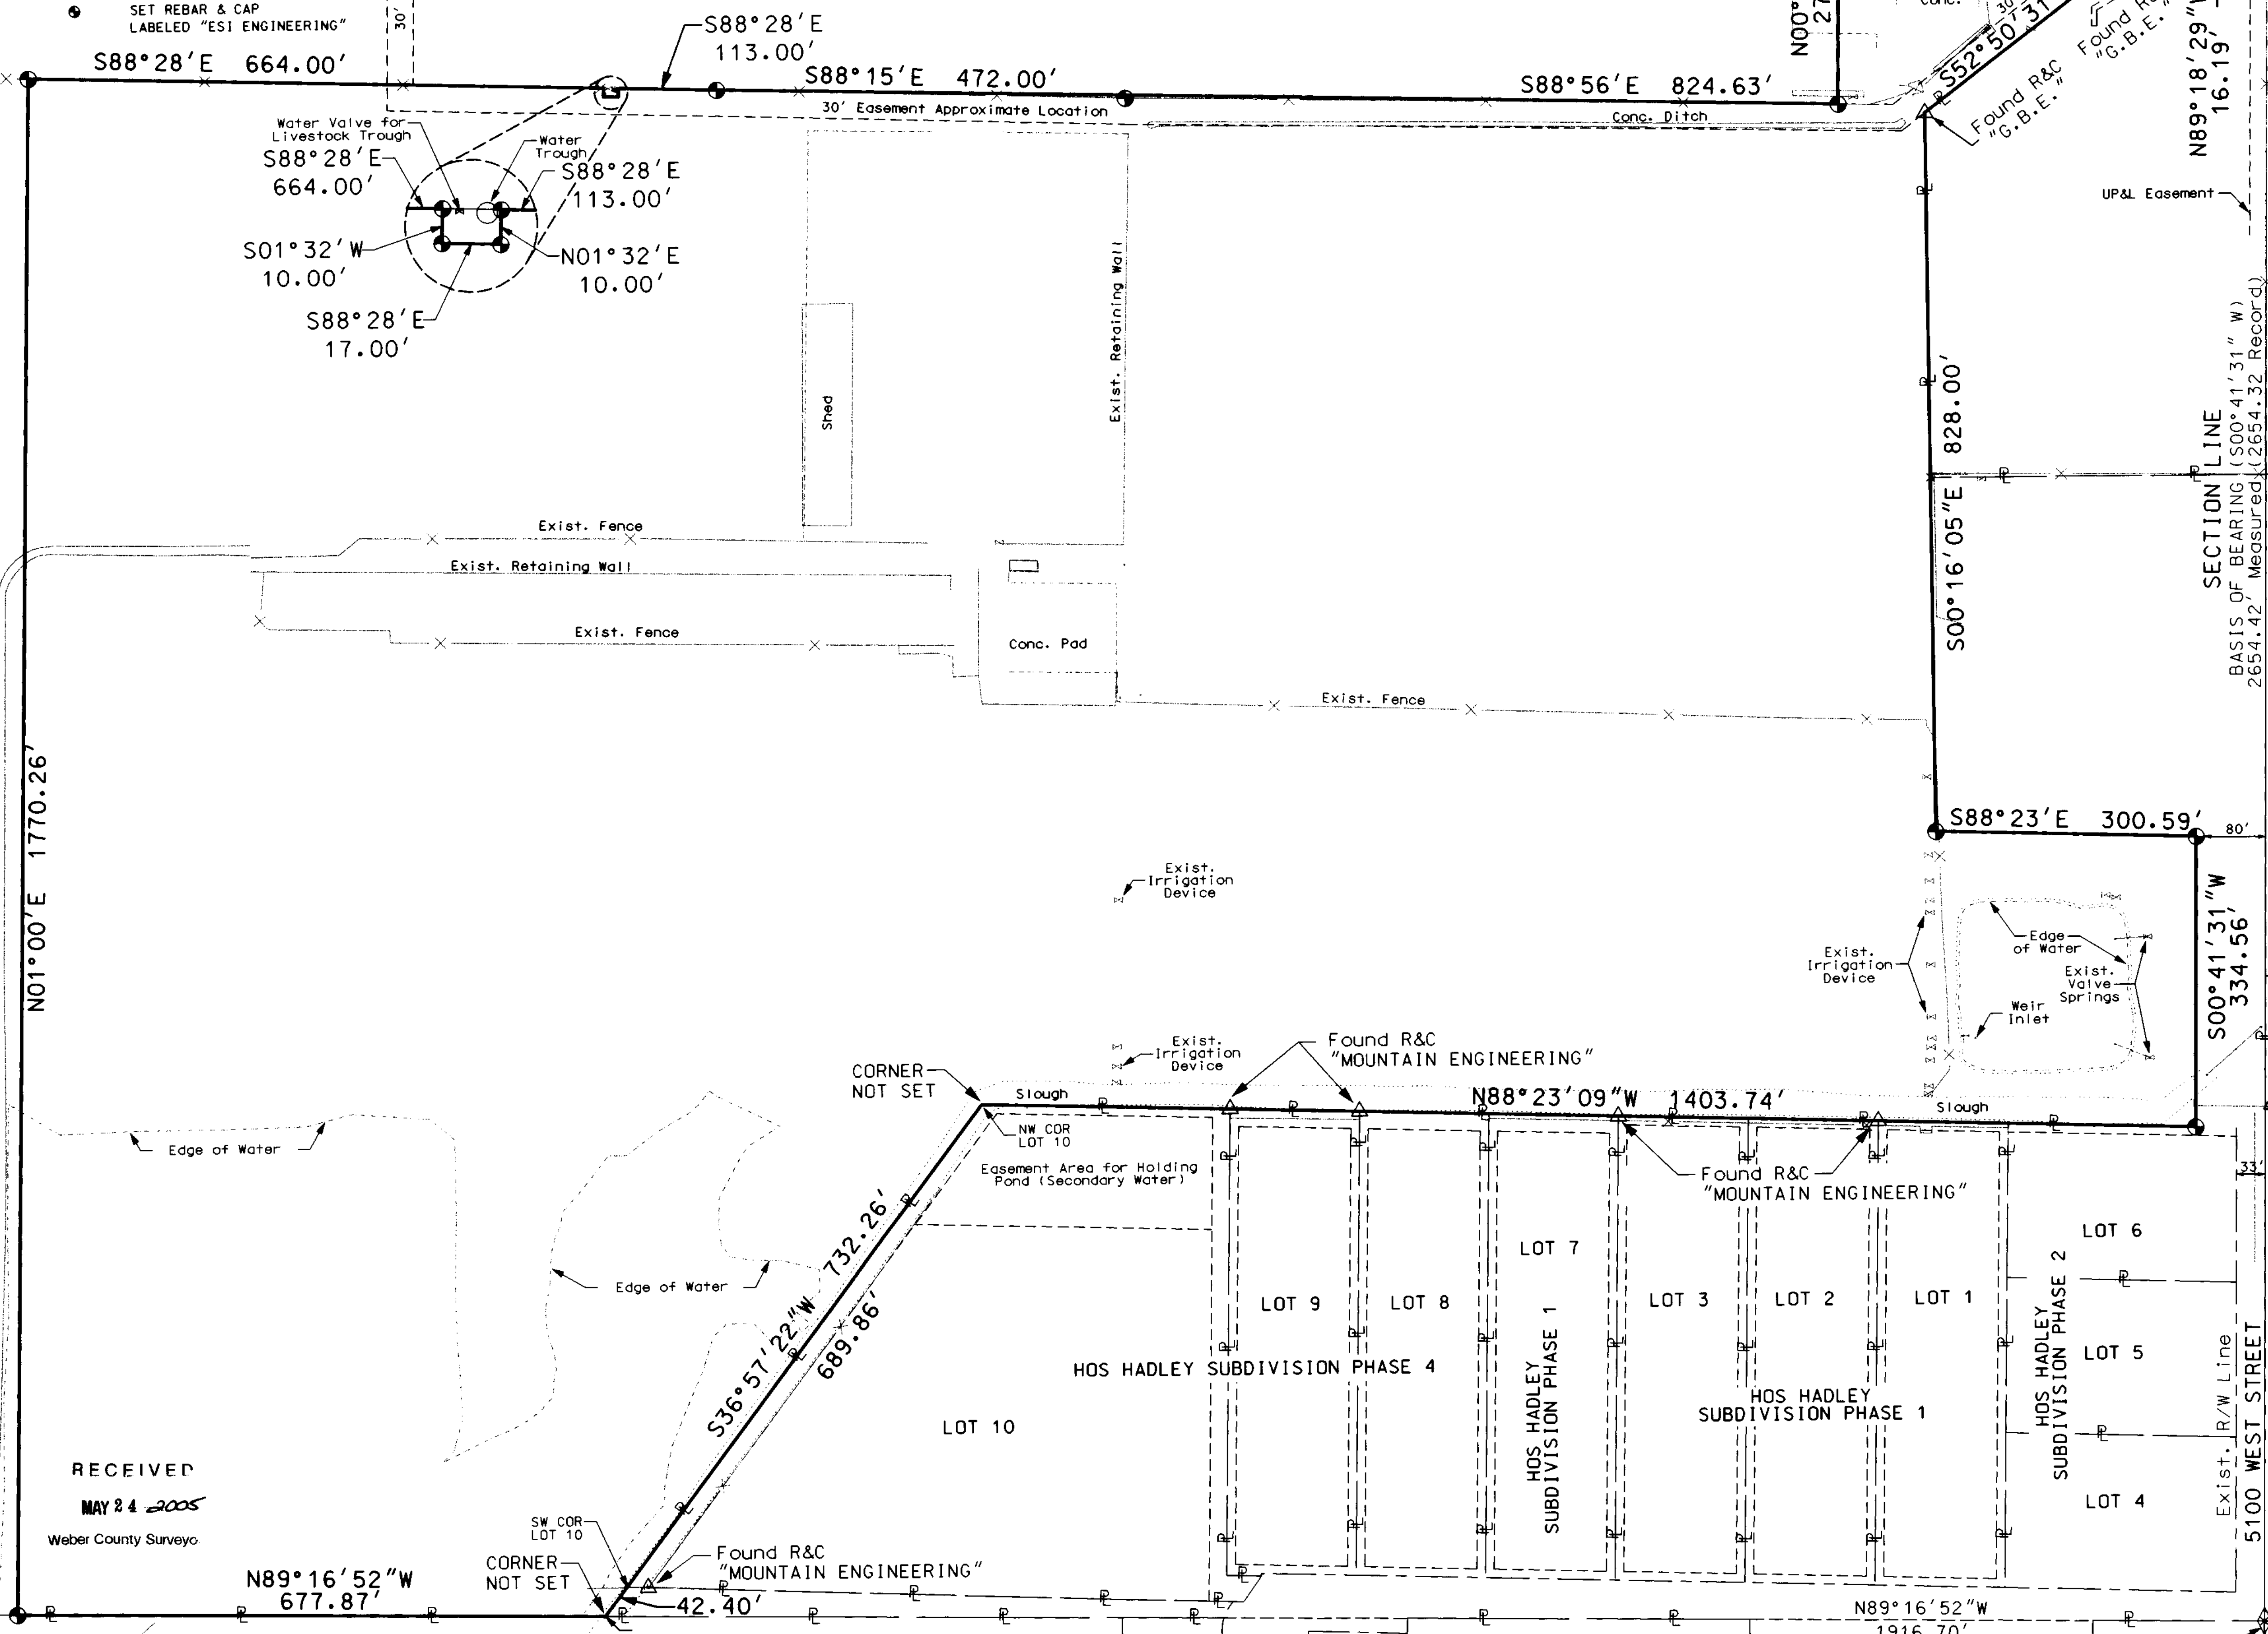 SET REBAR & CAP
LABELED "ESI ENGINEERING"
30'
S88°28'E 664.00'
S88°28'E
113.00'
S88°15'E 472.00'
S88°56'E 824.63'
30' Easement Approximate Location
Conc. Ditch
N00°
27
S52°50'31"
30'
Found R&C
"G.B.E."
Found R&C
"G.B.E."
N89°18'29"W
16.19'
UP&L Easement
Water Valve for
Livestock Trough
Water
Trough
S88°28'E
664.00'
S88°28'E
113.00'
S01°32'W
10.00'
N01°32'E
10.00'
S88°28'E
17.00'
Shed
Exist. Retaining Wall
S00°16'05"E 828.00'
SECTION LINE
BASIS OF BEARING (S00°41'31" W)
2654.42' Measured (2654.32 Record)
Exist. Fence
Exist. Retaining Wall
Exist. Fence
Conc. Pad
Exist. Fence
N01°00'E 1770.26'
S88°23'E 300.59'
80'
S00°41'31"W
334.56'
Exist.
Irrigation
Device
Exist.
Irrigation
Device
Edge
of Water
Exist.
Valve
Springs
Weir
Inlet
Exist.
Irrigation
Device
Found R&C
"MOUNTAIN ENGINEERING"
CORNER
NOT SET
Slough
N88°23'09"W 1403.74'
Slough
NW COR
LOT 10
Easement Area for Holding
Pond (Secondary Water)
Found R&C
"MOUNTAIN ENGINEERING"
33'
Edge of Water
Edge of Water
S36°57'22"W 732.26'
689.86'
LOT 6
LOT 7
LOT 9
LOT 8
LOT 3
LOT 2
LOT 1
LOT 5
HOS HADLEY SUBDIVISION PHASE 4
HOS HADLEY
SUBDIVISION PHASE 1
HOS HADLEY
SUBDIVISION PHASE 1
HOS HADLEY
SUBDIVISION PHASE 2
LOT 10
LOT 4
Exist. R/W Line
5100 WEST STREET
RECEIVED
MAY 24 2005
Weber County Surveyo
SW COR
LOT 10
CORNER
NOT SET
Found R&C
"MOUNTAIN ENGINEERING"
N89°16'52"W
677.87'
42.40'
N89°16'52"W
1916.70'